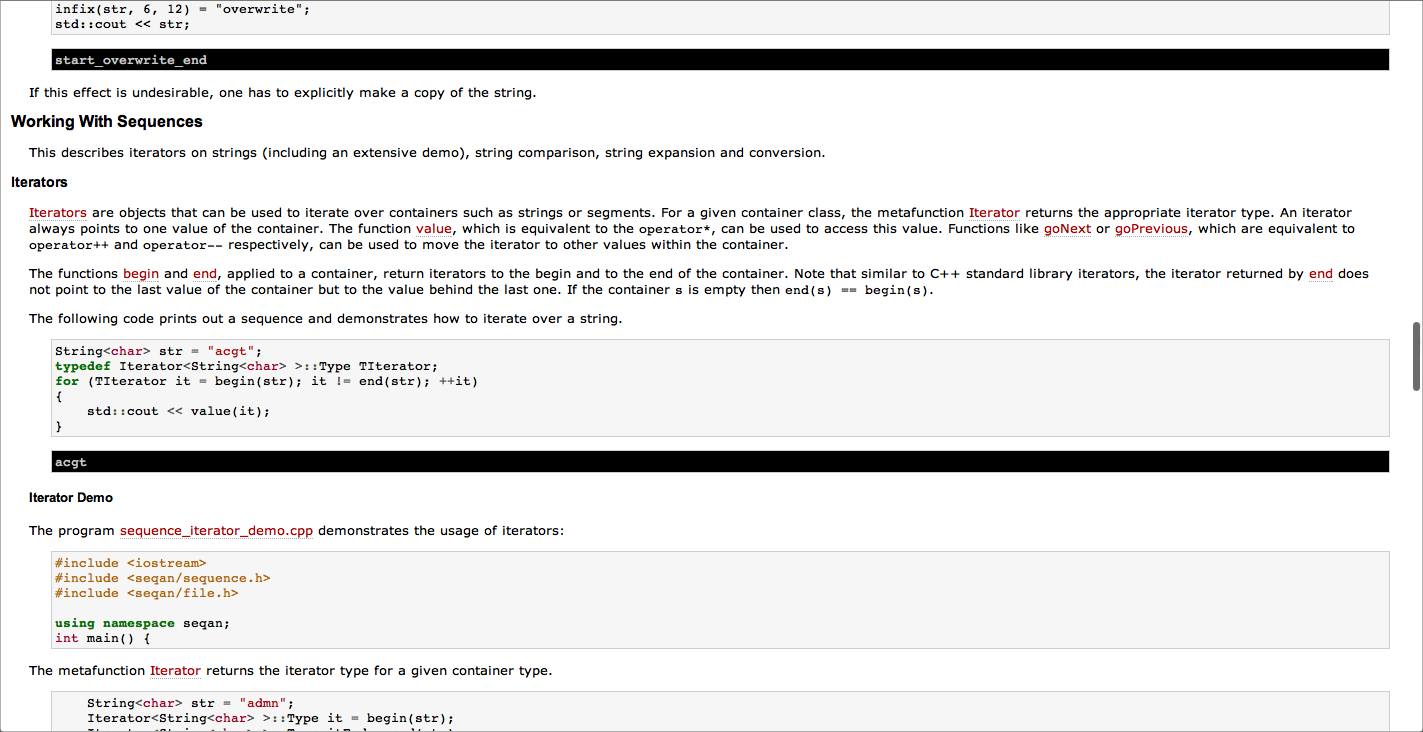 infix(str, 6, 12) = "overwrite";
std::cout << str;
start_overwrite_end
If this effect is undesirable, one has to explicitly make a copy of the string.
Working With Sequences
This describes iterators on strings (including an extensive demo), string comparison, string expansion and conversion.
Iterators
Iterators are objects that can be used to iterate over containers such as strings or segments. For a given container class, the metafunction Iterator returns the appropriate iterator type. An iterator
always points to one value of the container. The function value, which is equivalent to the operator*, can be used to access this value. Functions like goNext or goPrevious, which are equivalent to
operator++ and operator-- respectively, can be used to move the iterator to other values within the container.
The functions begin and end, applied to a container, return iterators to the begin and to the end of the container. Note that similar to C++ standard library iterators, the iterator returned by end does
not point to the last value of the container but to the value behind the last one. If the container s is empty then end(s) == begin(s).
The following code prints out a sequence and demonstrates how to iterate over a string.
String<char> str = "acgt";
typedef Iterator<String<char> >::Type TIterator;
for (TIterator it = begin(str); it != end(str); ++it)
{
    std::cout << value(it);
}
acgt
Iterator Demo
The program sequence_iterator_demo.cpp demonstrates the usage of iterators:
#include <iostream>
#include <seqan/sequence.h>
#include <seqan/file.h>
using namespace seqan;
int main() {
The metafunction Iterator returns the iterator type for a given container type.
    String<char> str = "admn";
    Iterator<String<char> >::Type it = begin(str);